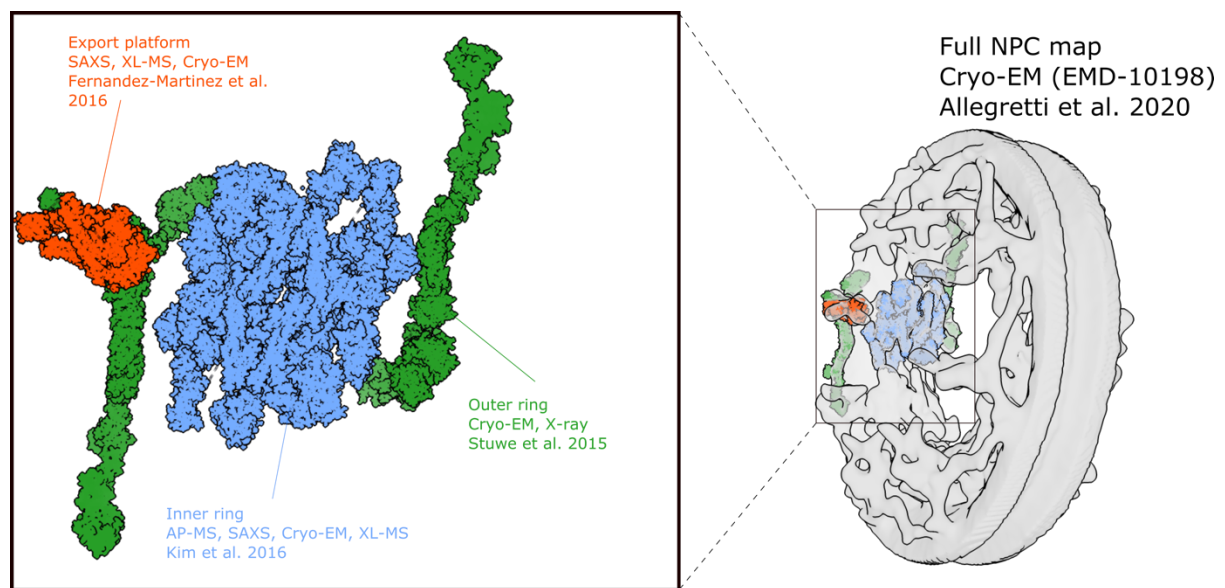 Export platform
SAXS, XL-MS, Cryo-EM
Fernandez-Martinez et al.
2016
Full NPC map
Cryo-EM (EMD-10198)
Allegretti et al. 2020
Outer ring
Cryo-EM, X-ray
Stuwe et al. 2015
Inner ring
AP-MS, SAXS, Cryo-EM, XL-MS
Kim et al. 2016